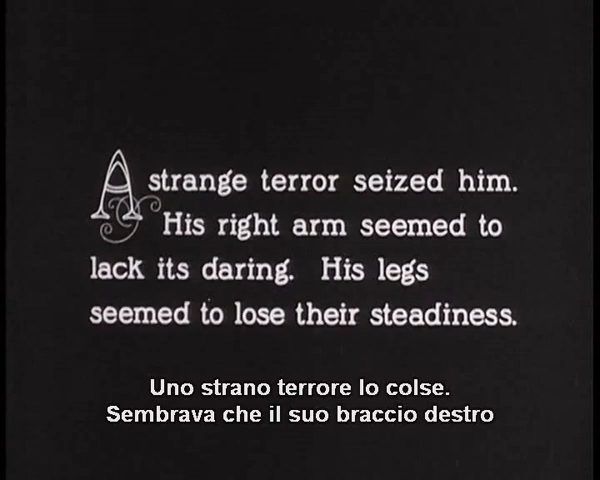 A strange terror seized him.
His right arm seemed to
lack its daring. His legs
seemed to lose their steadiness.
Uno strano terrore lo colse.
Sembrava che il suo braccio destro